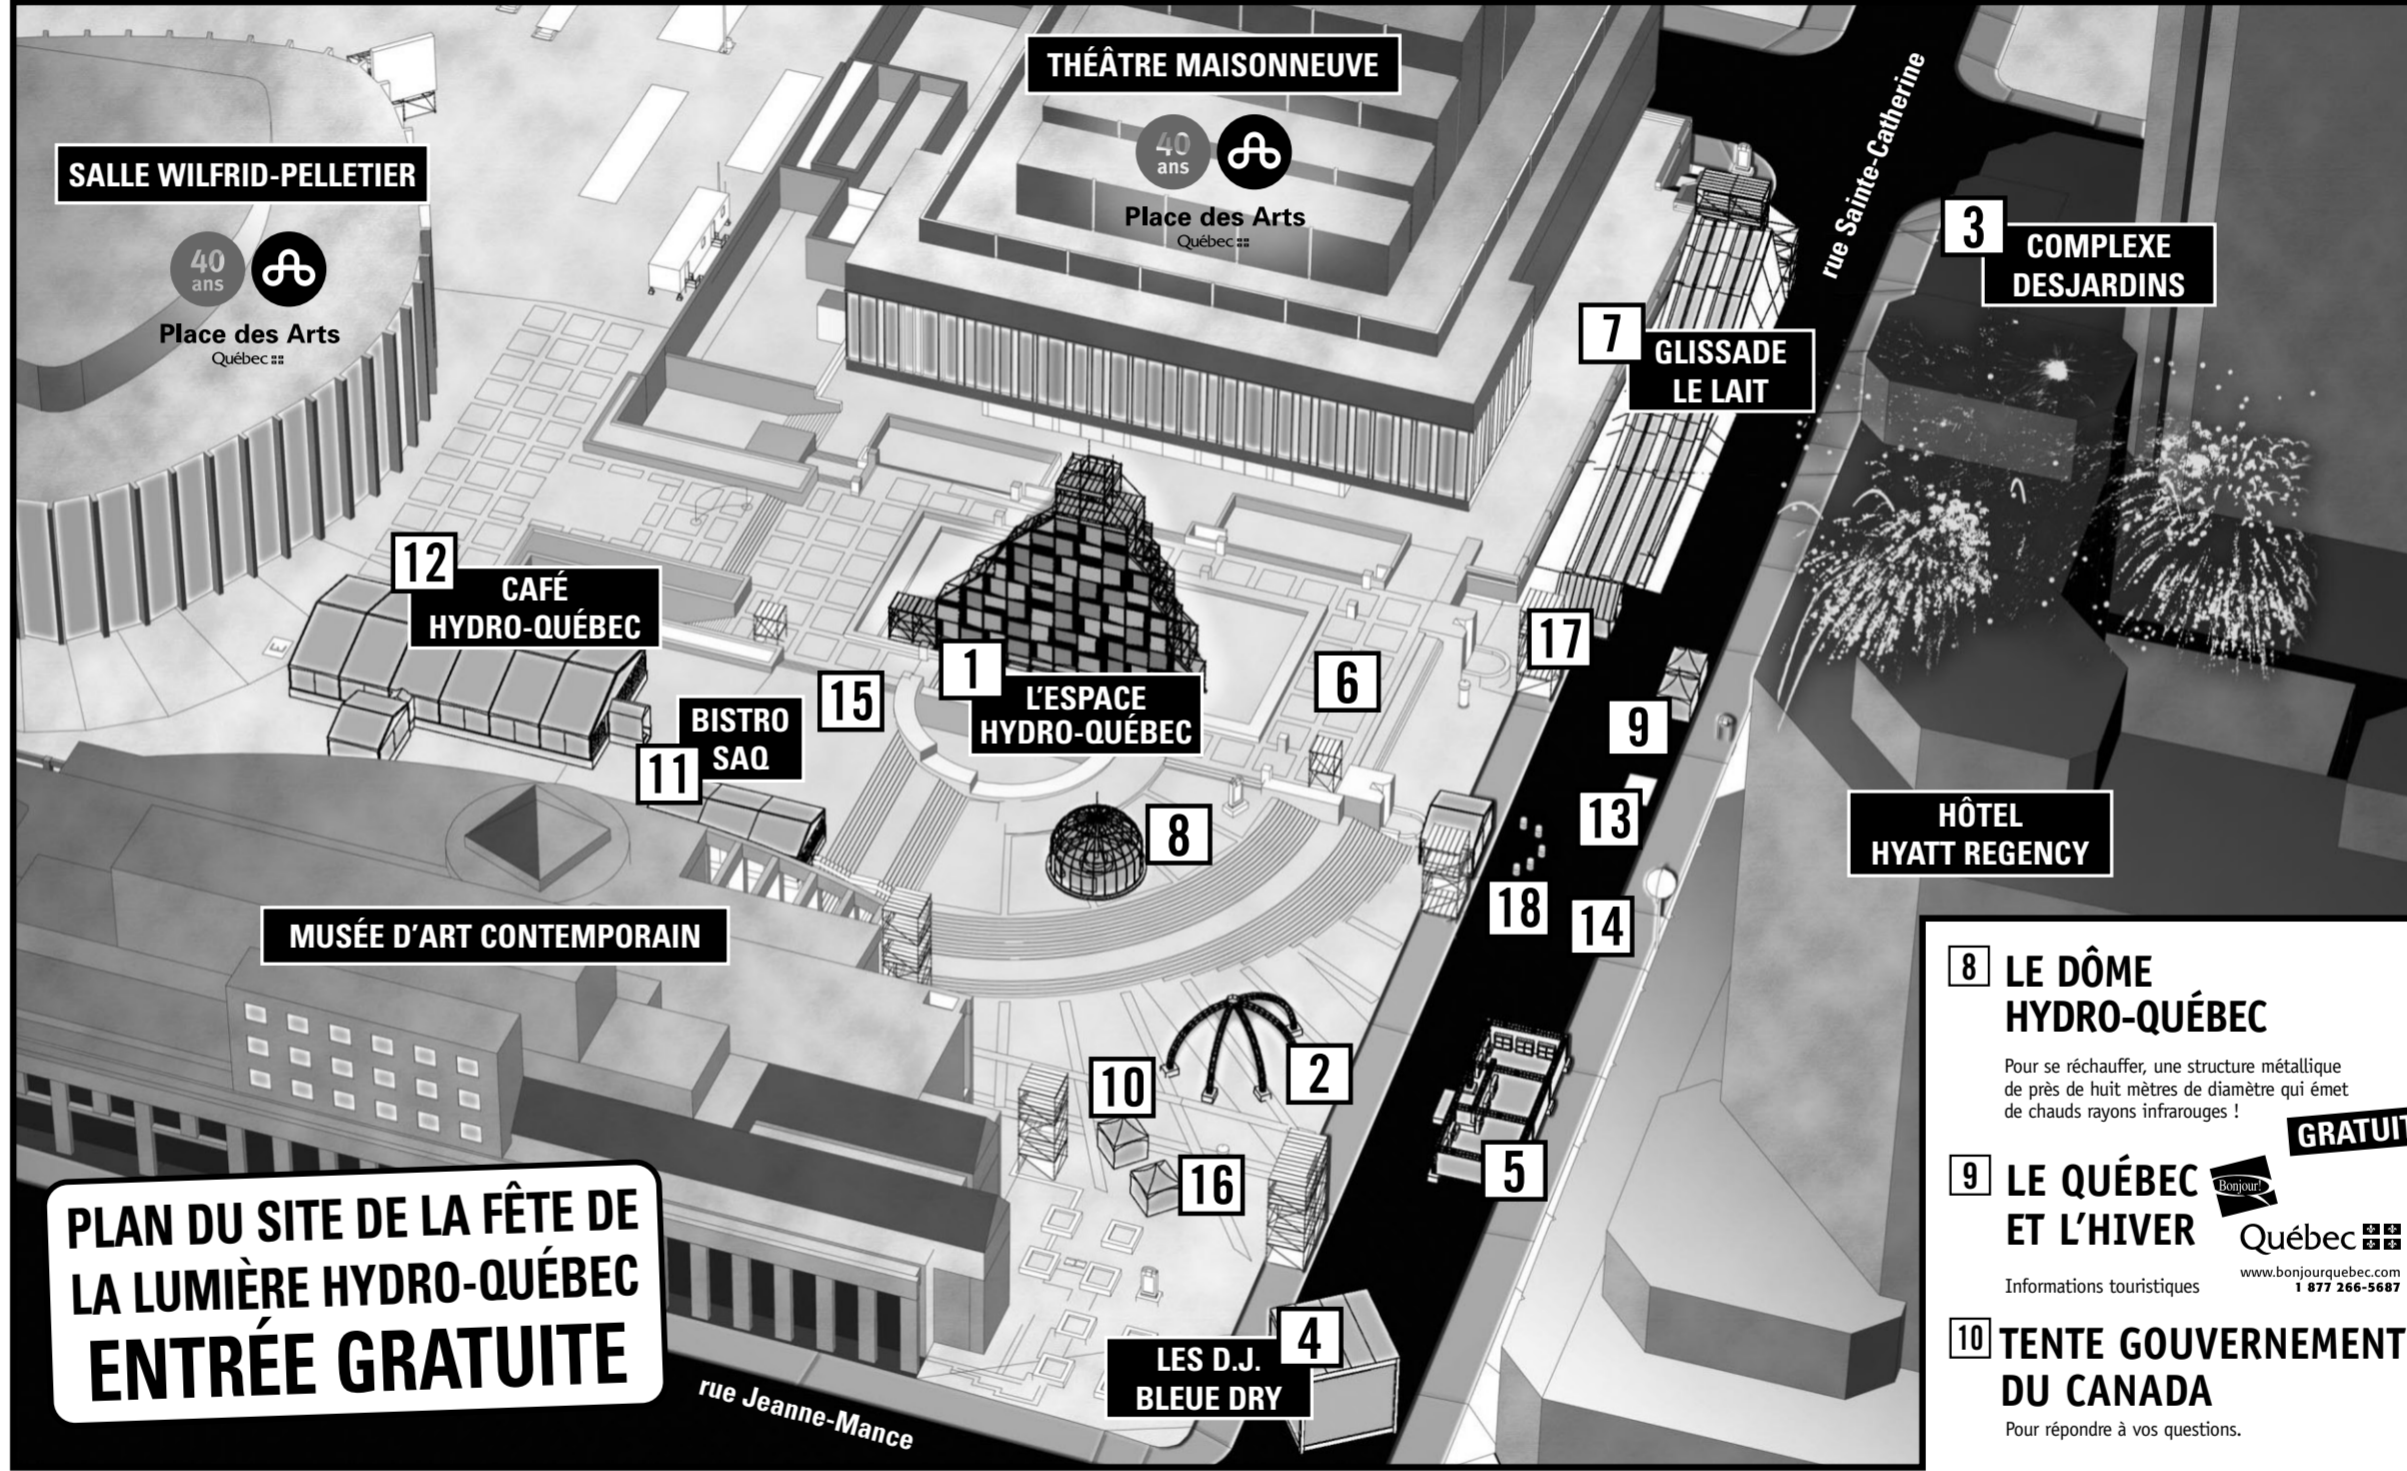 THÉÂTRE MAISONNEUVE
40
ans
Place des Arts
Québec
SALLE WILFRID-PELLETIER
40
ans
Place des Arts
Québec
rue Sainte-Catherine
3
COMPLEXE
DESJARDINS
7
GLISSADE
LE LAIT
12
CAFÉ
HYDRO-QUÉBEC
1
L'ESPACE
HYDRO-QUÉBEC
15
6
17
9
BISTRO
SAQ
11
8
13
HÔTEL
HYATT REGENCY
18
14
MUSÉE D'ART CONTEMPORAIN
2
10
16
5
4
LES D.J.
BLEUE DRY
rue Jeanne-Mance
PLAN DU SITE DE LA FÊTE DE
LA LUMIÈRE HYDRO-QUÉBEC
ENTRÉE GRATUITE
8 LE DÔME
HYDRO-QUÉBEC
Pour se réchauffer, une structure métallique
de près de huit mètres de diamètre qui émet
de chauds rayons infrarouges !
GRATUIT
9 LE QUÉBEC
ET L'HIVER
Bonjour!
Québec
www.bonjourquebec.com
1 877 266-5687
Informations touristiques
10 TENTE GOUVERNEMENT
DU CANADA
Pour répondre à vos questions.